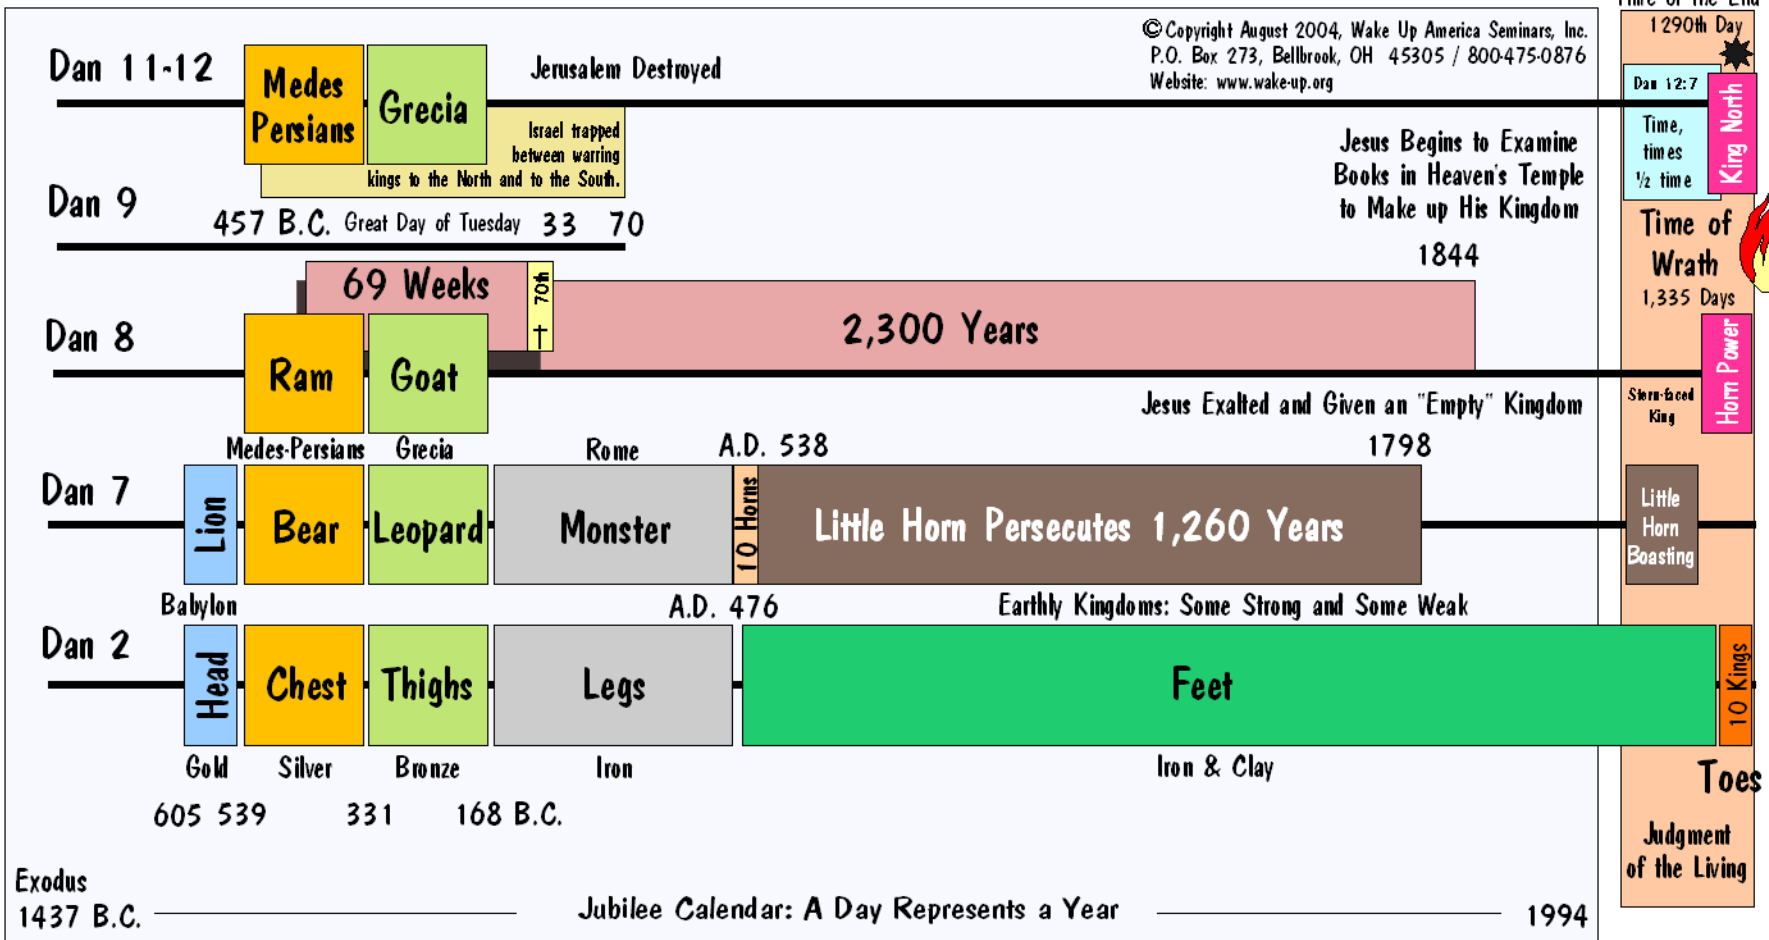 Time of the End
1290th Day
© Copyright August 2004, Wake Up America Seminars, Inc.
P.O. Box 273, Bellbrook, OH 45305 / 800-475-0876
Website: www.wake-up.org
Dan 11-12
Medes
Persians
Grecia
Jerusalem Destroyed
Israel trapped
between warring
kings to the North and to the South.
Dan 12:7
Time,
times
½ time
King North
Jesus Begins to Examine
Books in Heaven's Temple
to Make up His Kingdom
1844
Dan 9
457 B.C. Great Day of Tuesday 33 70
Time of
Wrath
1,335 Days
69 Weeks
70th
2,300 Years
Dan 8
Ram
Goat
Horn Power
Stern-faced
King
Jesus Exalted and Given an "Empty" Kingdom
Medes-Persians Grecia Rome A.D. 538 1798
Dan 7
Lion
Bear
Leopard
Monster
10 Horns
Little Horn Persecutes 1,260 Years
Little
Horn
Boasting
Babylon A.D. 476 Earthly Kingdoms: Some Strong and Some Weak
Dan 2
Head
Chest
Thighs
Legs
Feet
10 Kings
Gold Silver Bronze Iron Iron & Clay
Toes
605 539 331 168 B.C.
Judgment
of the Living
Exodus
1437 B.C. Jubilee Calendar: A Day Represents a Year 1994